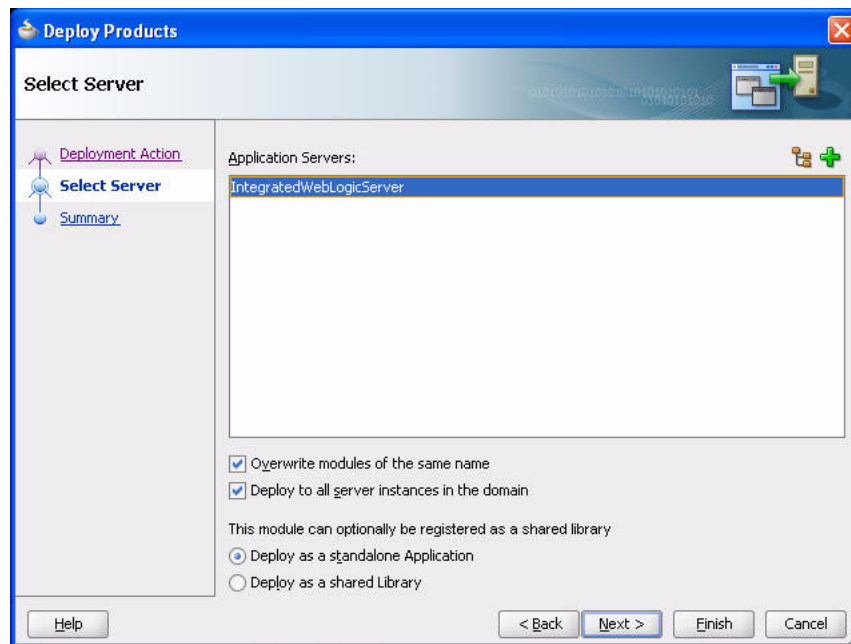 Deploy Products
Select Server
Deployment Action
Select Server
Summary
Application Servers:
IntegratedWebLogicServer
Overwrite modules of the same name
Deploy to all server instances in the domain
This module can optionally be registered as a shared library
Deploy as a standalone Application
Deploy as a shared Library
Help
< Back
Next >
Finish
Cancel